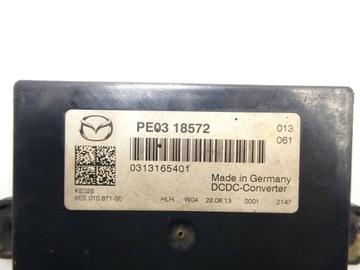 PE03 18572
013
061
0313165401
Made in Germany
DCDC-Converter
KE026
8ES 010.871-00
HLH W04 22.08.13 0001 2147